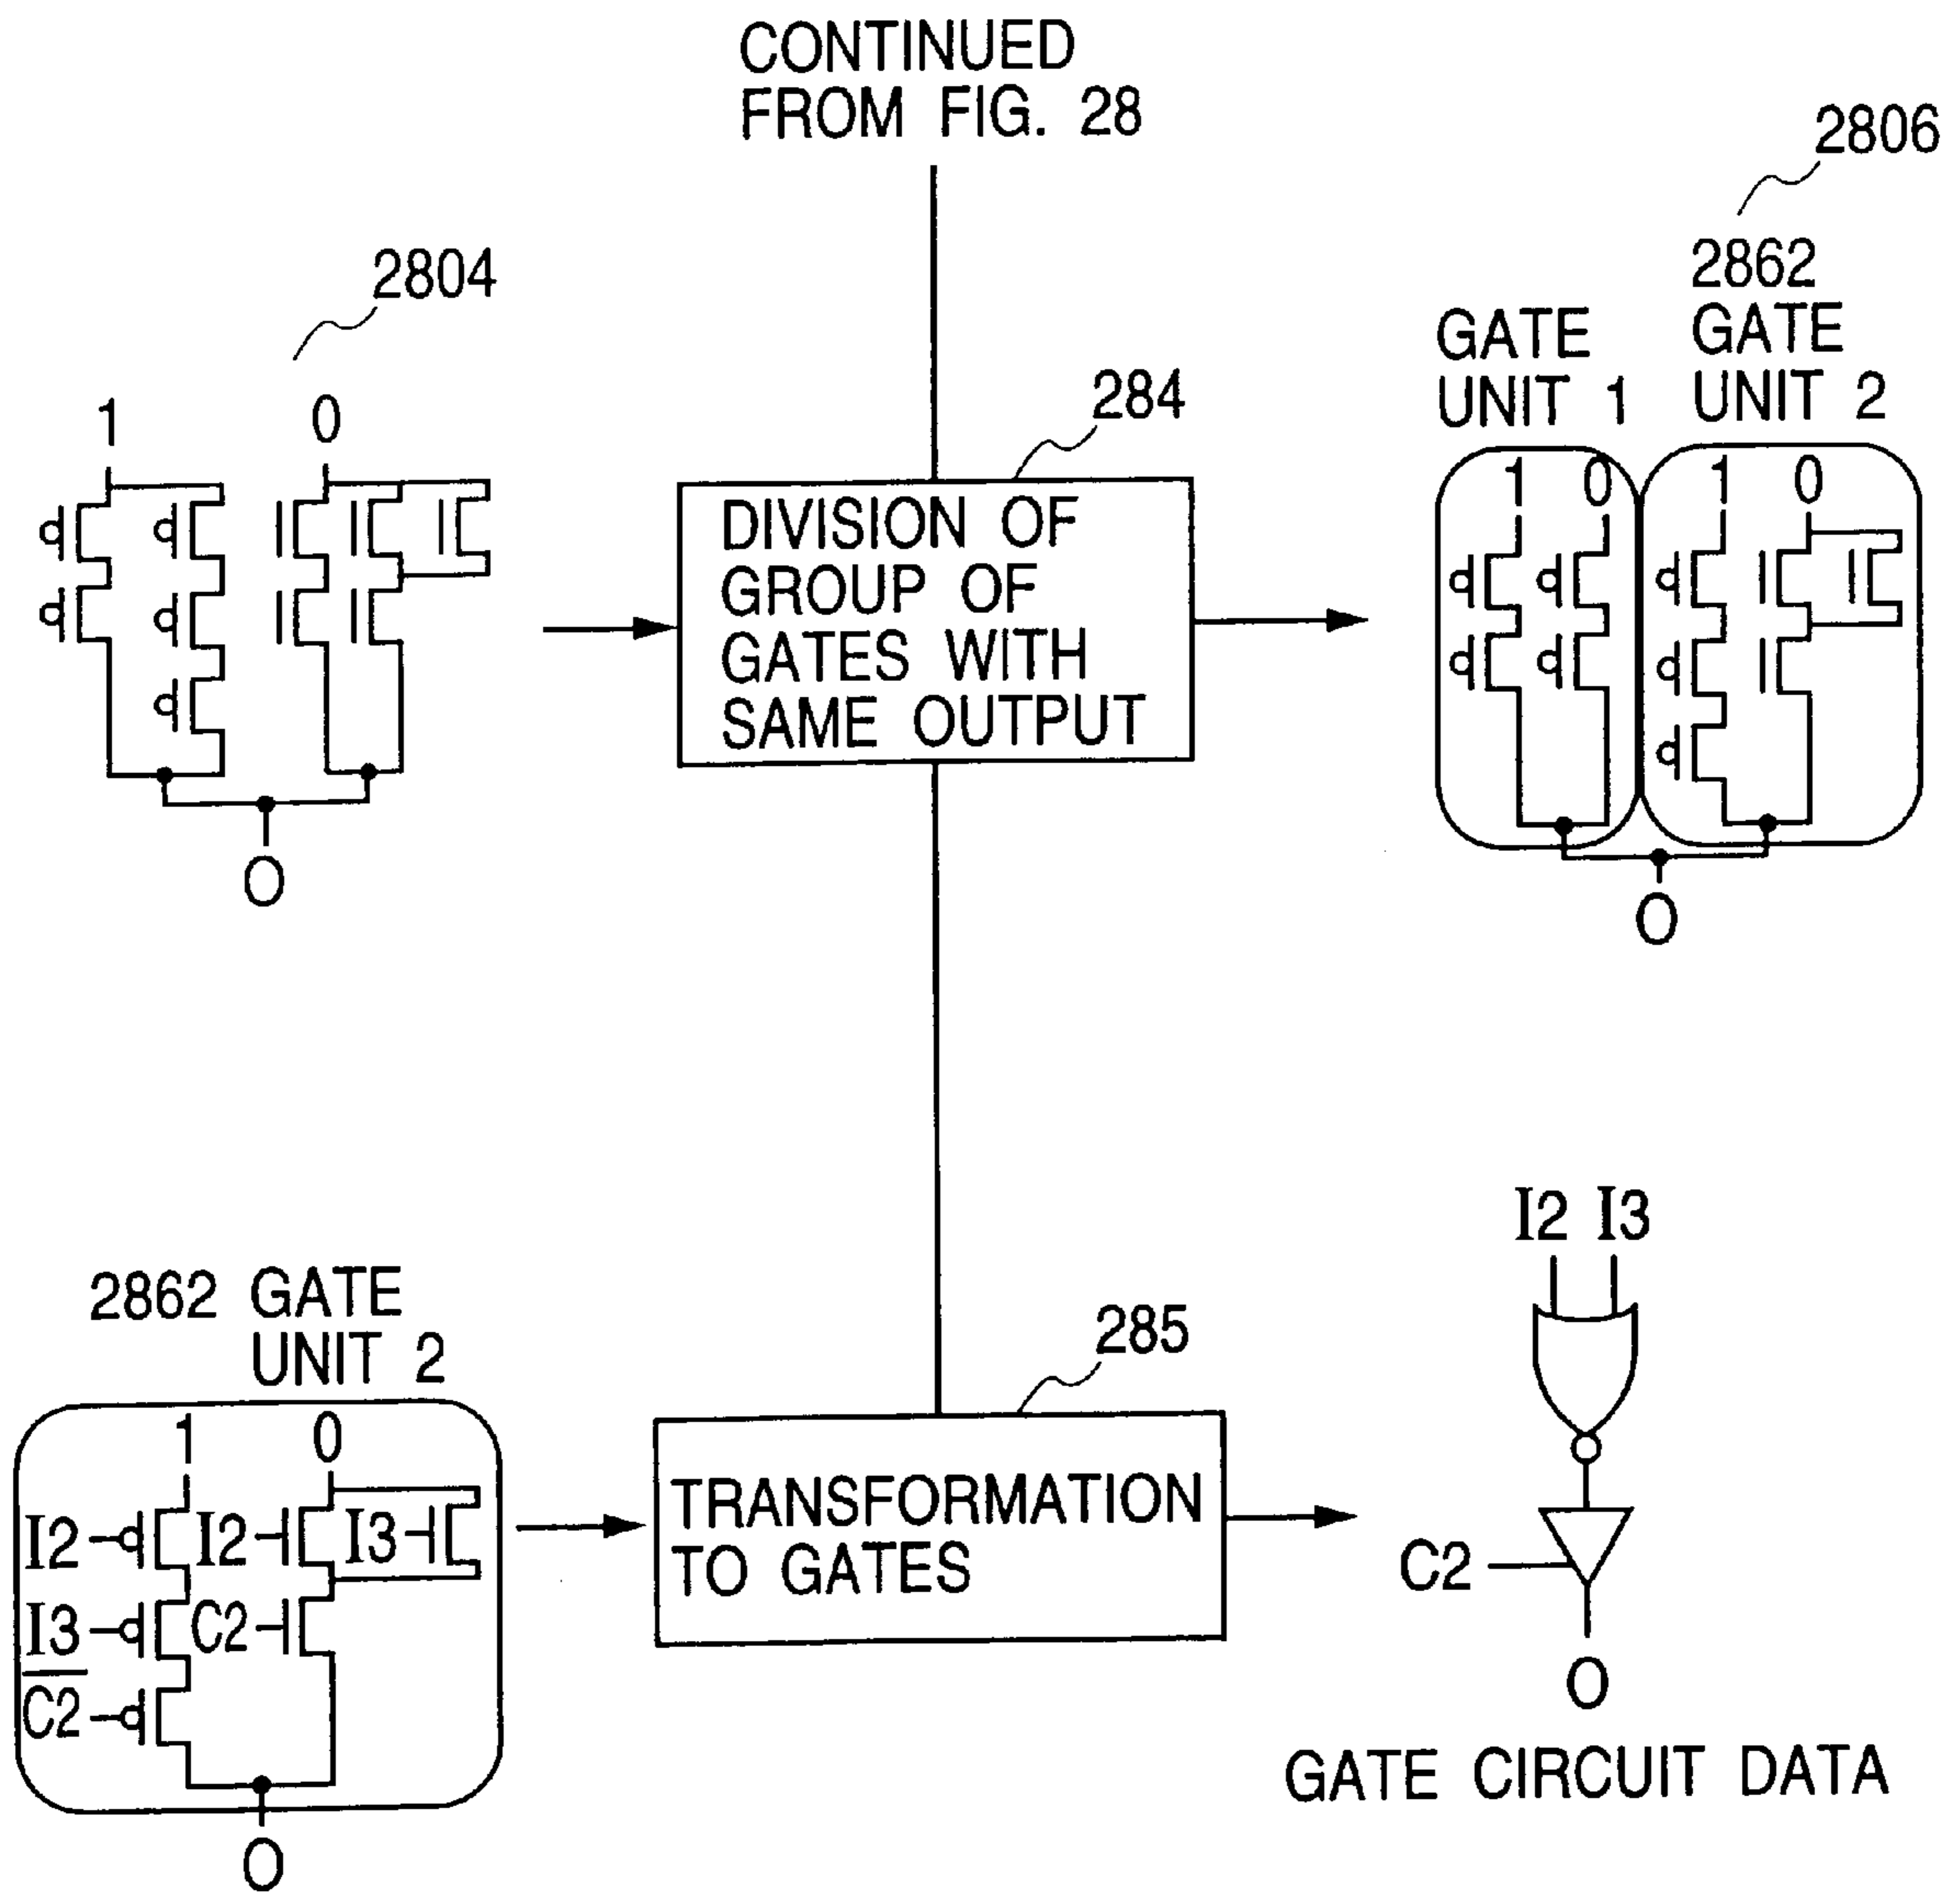 CONTINUED
FROM FIG. 28
2806
2804
2862
GATE
UNIT 1
GATE
UNIT 2
284
1
0
1
0
1
0
DIVISION OF
GROUP OF
GATES WITH
SAME OUTPUT
O
O
I2 I3
2862 GATE
UNIT 2
285
1
0
I2
I2
I3
TRANSFORMATION
TO GATES
C2
I3
C2
C2̅
O
GATE CIRCUIT DATA
O